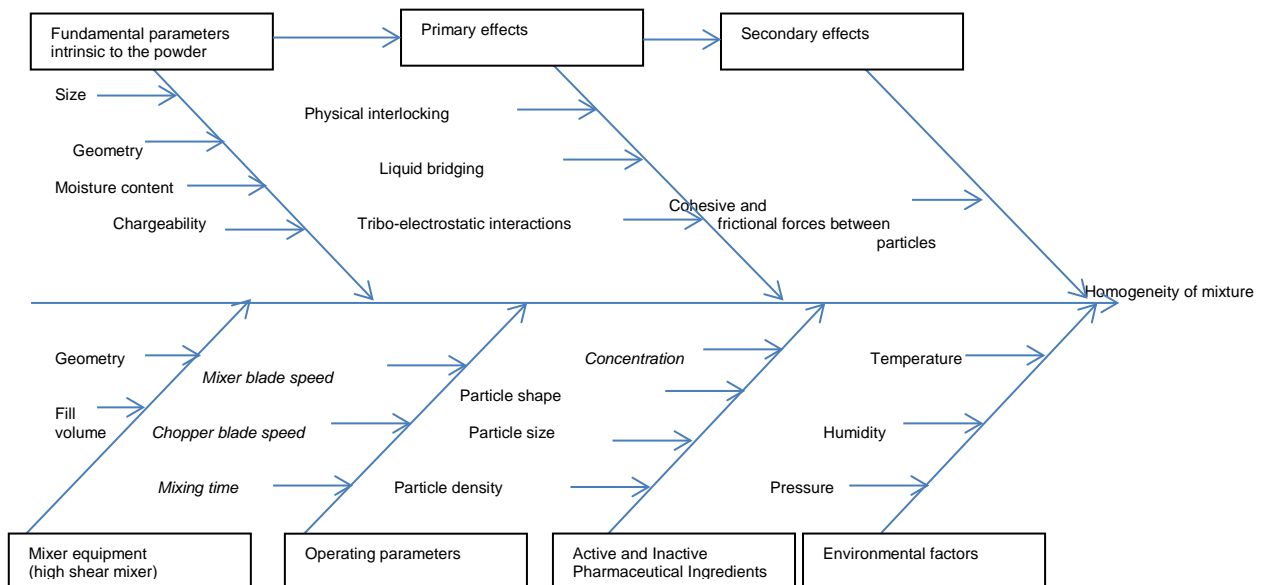 Fundamental parameters
intrinsic to the powder
Primary effects
Secondary effects
Size
Geometry
Moisture content
Chargeability
Physical interlocking
Liquid bridging
Tribo-electrostatic interactions
Cohesive and
frictional forces between
particles
Homogeneity of mixture
Geometry
Fill
volume
Mixer blade speed
Chopper blade speed
Mixing time
Concentration
Particle shape
Particle size
Particle density
Temperature
Humidity
Pressure
Mixer equipment
(high shear mixer)
Operating parameters
Active and Inactive
Pharmaceutical Ingredients
Environmental factors